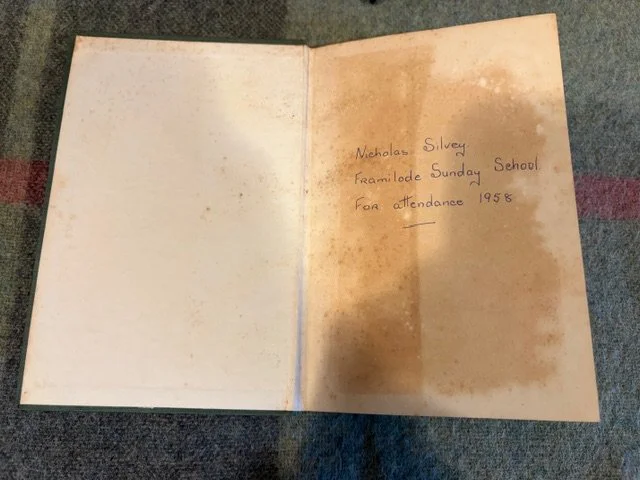 Nicholas Silvey
Framilode Sunday School.
For attendance 1958